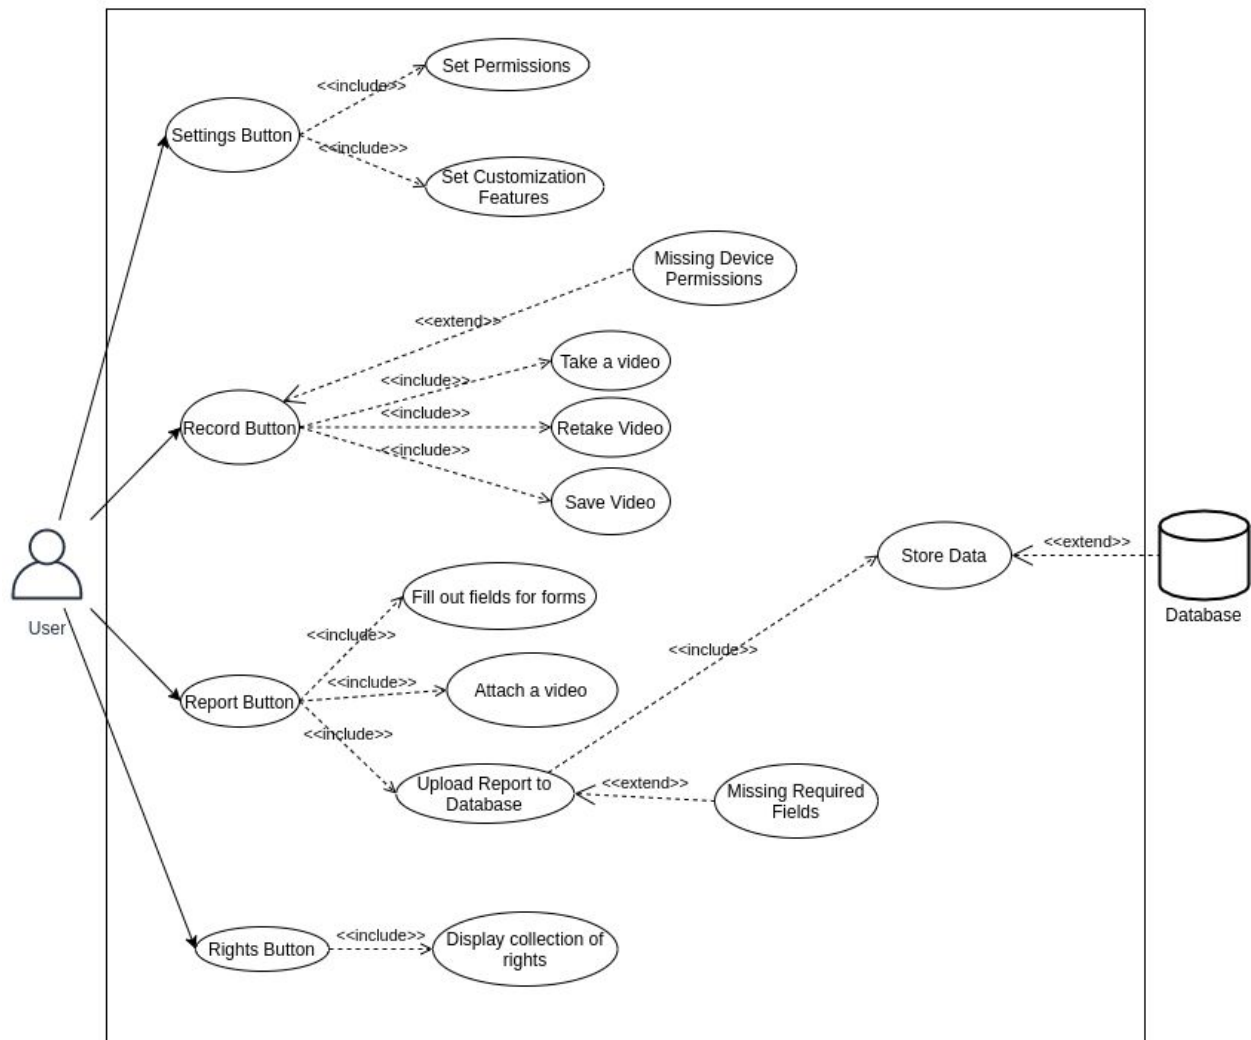 Set Permissions
<<include>>
Settings Button
<<include>>
Set Customization
Features
Missing Device
Permissions
<<extend>>
Take a video
<<include>>
<<include>>
Record Button
Retake Video
<<include>>
Save Video
Store Data
<<extend>>
Database
Fill out fields for forms
User
<<include>>
<<include>>
<<include>>
Attach a video
Report Button
<<include>>
Upload Report to
Database
<<extend>>
Missing Required
Fields
Rights Button
<<include>>
Display collection of
rights